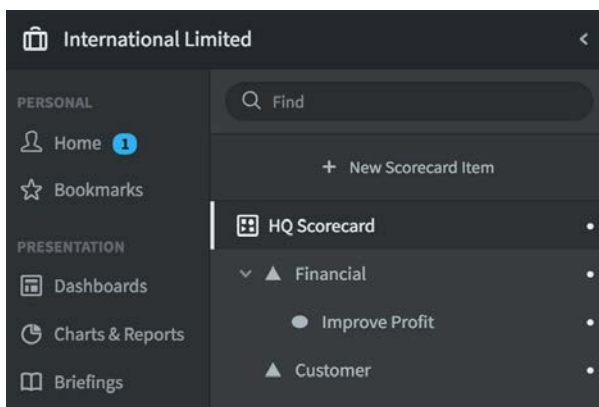 International Limited
PERSONAL
Home 1
Bookmarks
PRESENTATION
Dashboards
Charts & Reports
Briefings
Find
+ New Scorecard Item
HQ Scorecard
Financial
Improve Profit
Customer